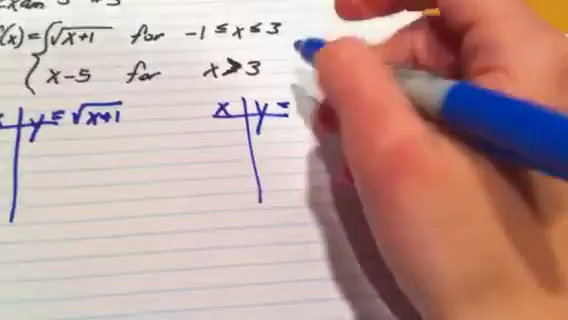 (x) = { √x+1 for -1 ≤ x ≤ 3
x-5 for x > 3
x y = √x+1 x y =